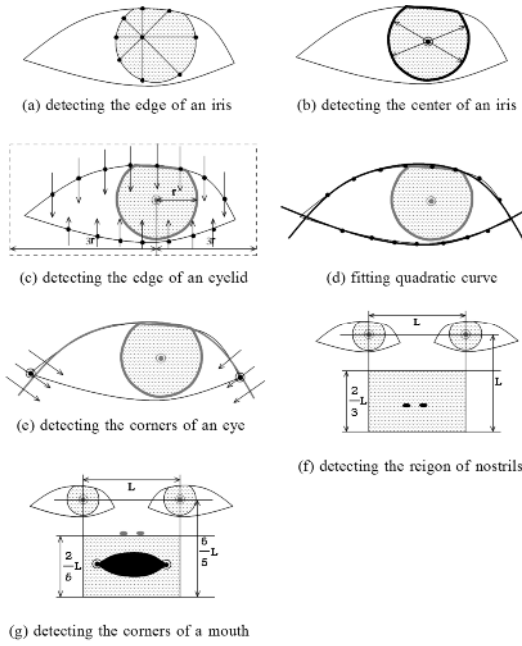 (a) detecting the edge of an iris
(b) detecting the center of an iris
r
3r
3r
(c) detecting the edge of an eyelid
(d) fitting quadratic curve
(e) detecting the corners of an eye
L
2/3 L
L
(f) detecting the reigon of nostrils
L
2/6 L
6/5 L
(g) detecting the corners of a mouth